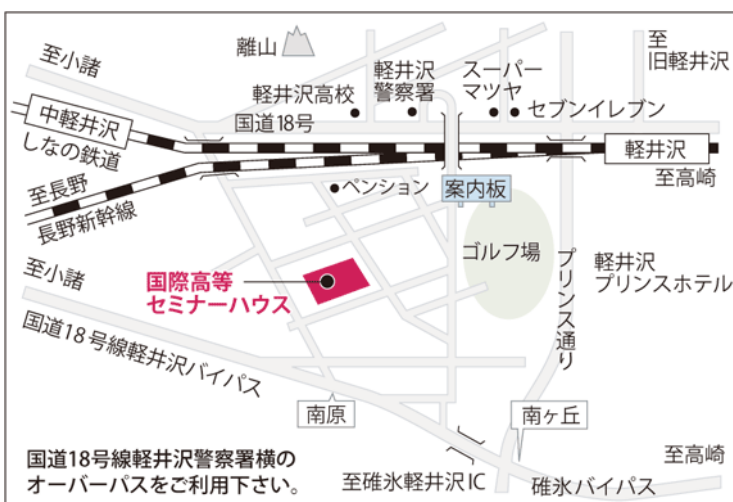 至小諸
離山
至
旧軽井沢
軽井沢高校
軽井沢
警察署
スーパー
マツヤ
セブンイレブン
国道18号
中軽井沢
しなの鉄道
軽井沢
至高崎
至長野
長野新幹線
ペンション
案内板
ゴルフ場
プリンス通り
軽井沢
プリンスホテル
至小諸
国際高等
セミナーハウス
国道18号線軽井沢バイパス
南原
南ヶ丘
至碓氷軽井沢IC
碓氷バイパス
至高崎
国道18号線軽井沢警察署横の
オーバーパスをご利用下さい。